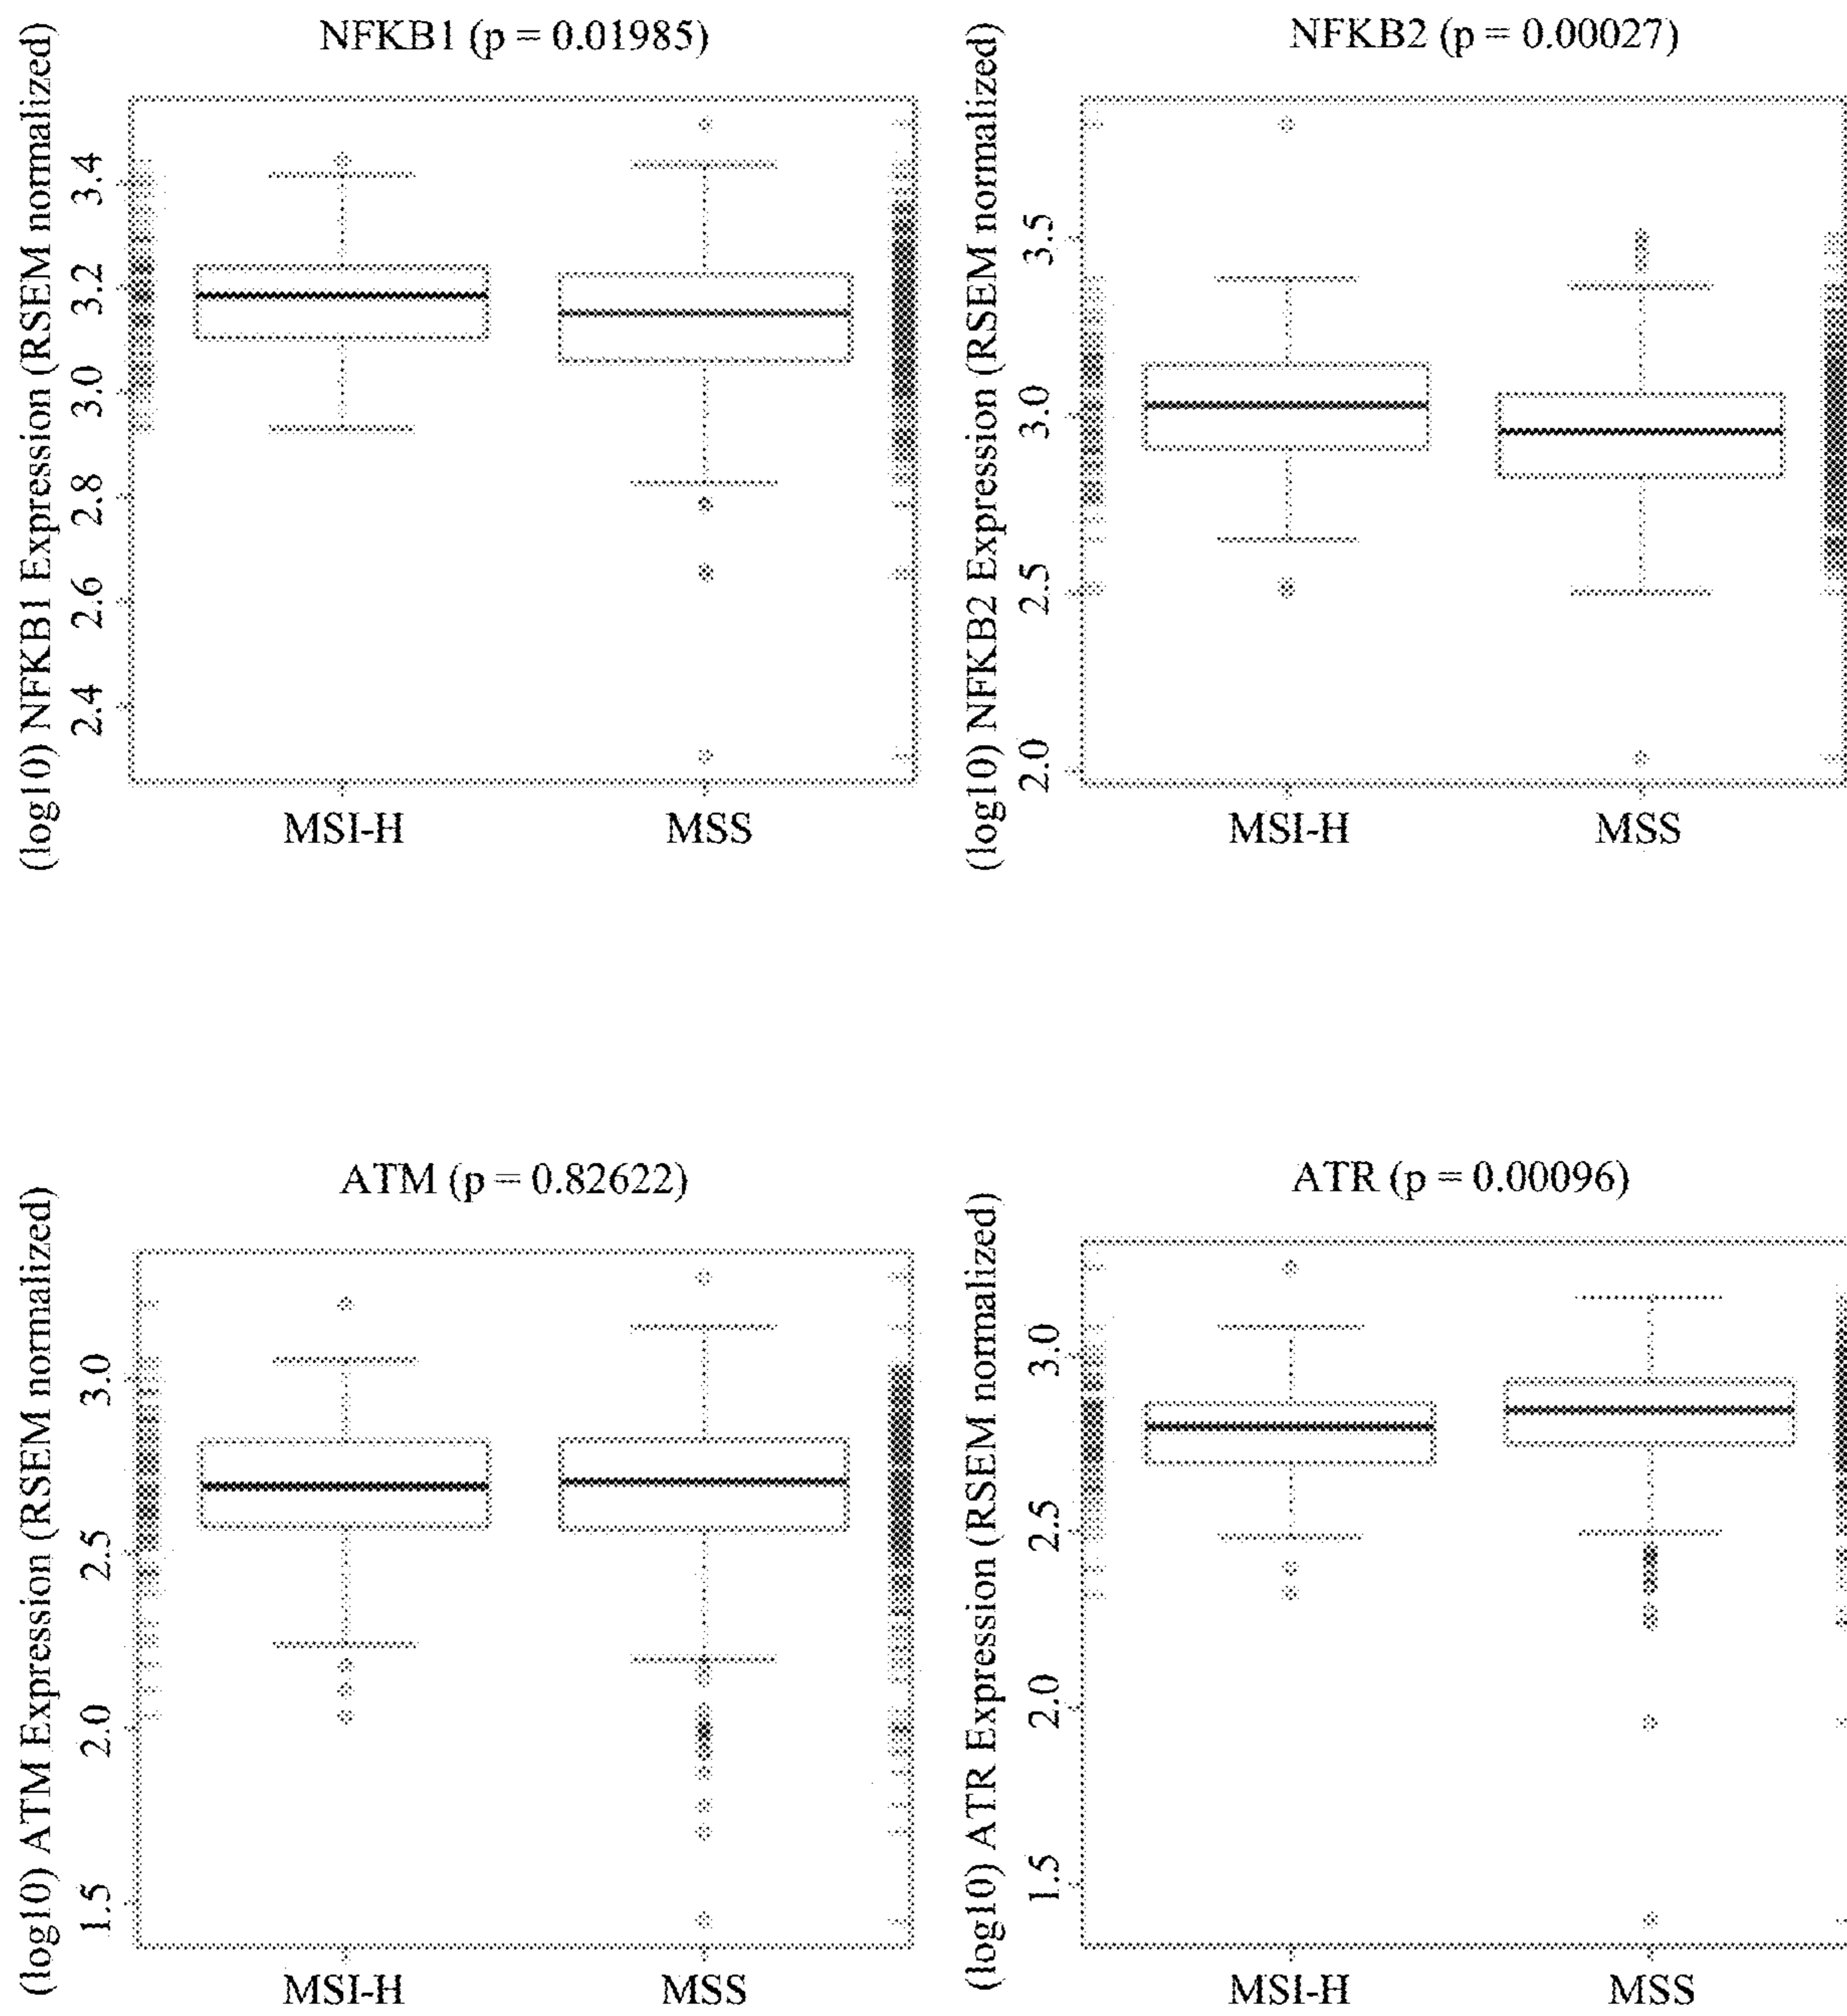 NFKB1 (p = 0.01985)
(log10) NFKB1 Expression (RSEM normalized)
3.4
3.2
3.0
2.8
2.6
2.4
MSI-H
MSS
NFKB2 (p = 0.00027)
(log10) NFKB2 Expression (RSEM normalized)
3.5
3.0
2.5
2.0
MSI-H
MSS
ATM (p = 0.82622)
(log10) ATM Expression (RSEM normalized)
3.0
2.5
2.0
1.5
MSI-H
MSS
ATR (p = 0.00096)
(log10) ATR Expression (RSEM normalized)
3.0
2.5
2.0
1.5
MSI-H
MSS